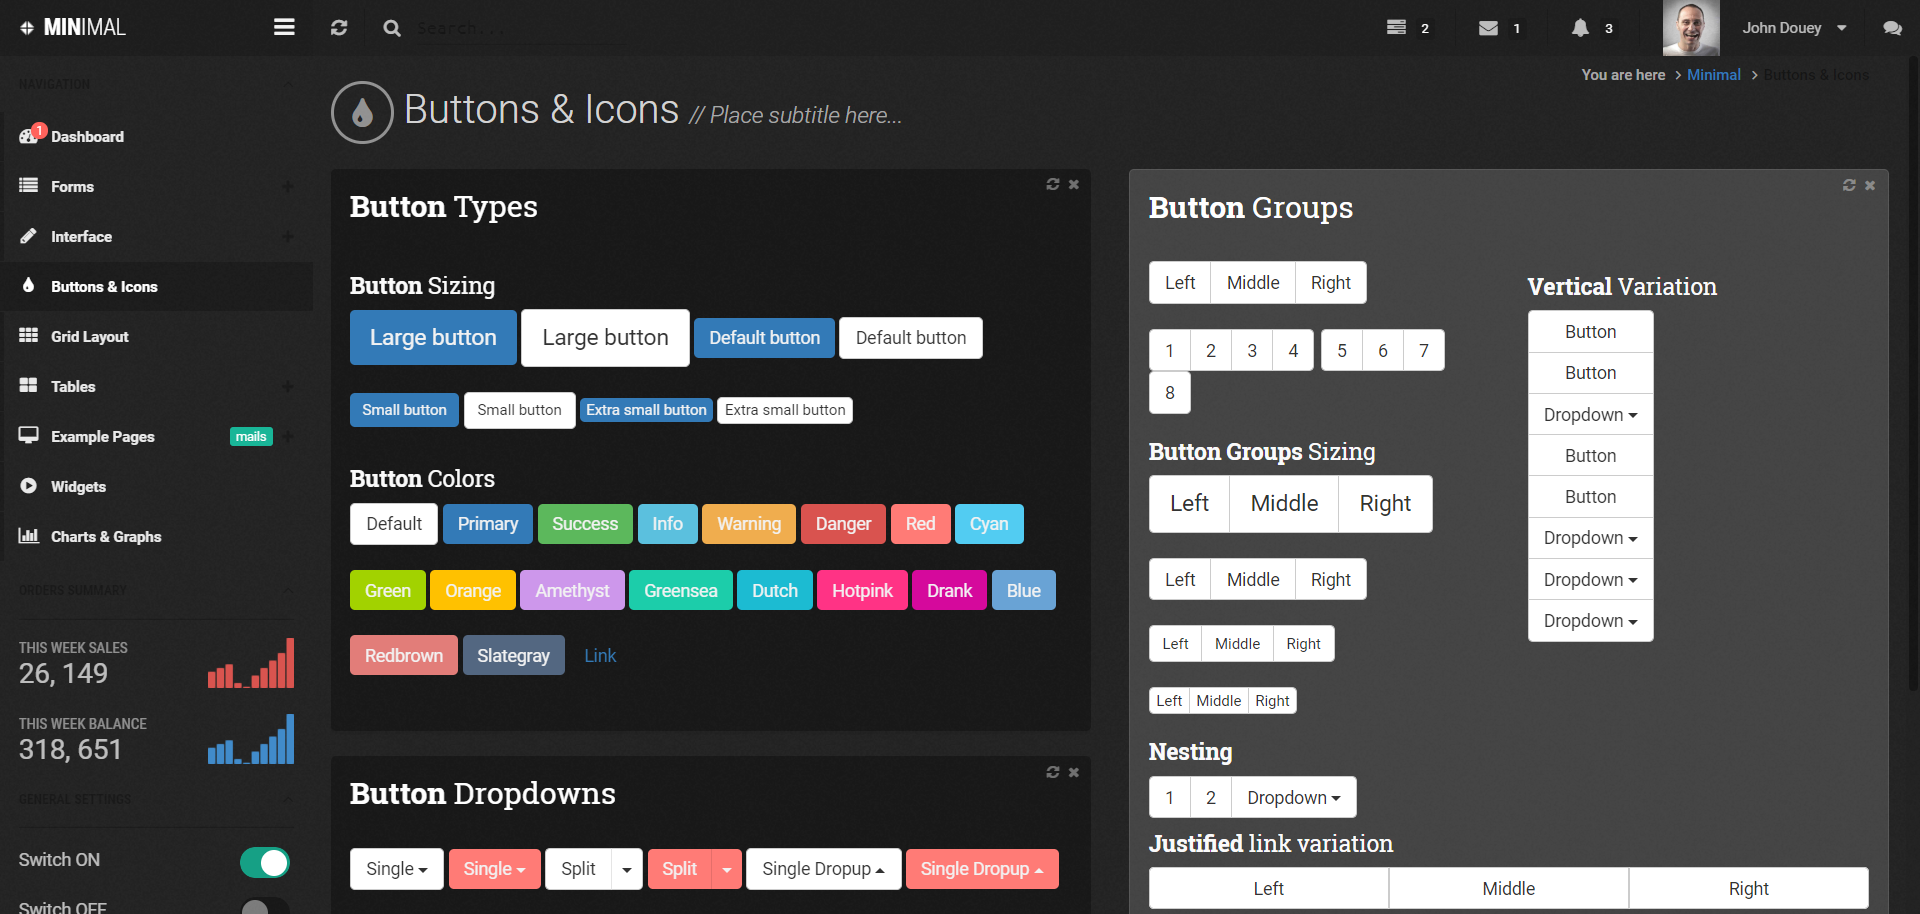 MINIMAL
Search...
2
1
3
John Douey
You are here > Minimal > Buttons & Icons
NAVIGATION
1
Dashboard
Forms
Interface
Buttons & Icons
Grid Layout
Tables
Example Pages mails
Widgets
Charts & Graphs
ORDERS SUMMARY
THIS WEEK SALES
26, 149
THIS WEEK BALANCE
318, 651
GENERAL SETTINGS
Switch ON
Switch OFF
Buttons & Icons // Place subtitle here...
Button Types
Button Sizing
Large button Large button Default button Default button
Small button Small button Extra small button Extra small button
Button Colors
Default Primary Success Info Warning Danger Red Cyan
Green Orange Amethyst Greensea Dutch Hotpink Drank Blue
Redbrown Slategray Link
Button Dropdowns
Single Single Split Split Single Dropup Single Dropup
Button Groups
Left Middle Right
1 2 3 4 5 6 7
8
Button Groups Sizing
Left Middle Right
Left Middle Right
Left Middle Right
Left Middle Right
Nesting
1 2 Dropdown
Justified link variation
Left Middle Right
Vertical Variation
Button
Button
Dropdown
Button
Button
Dropdown
Dropdown
Dropdown